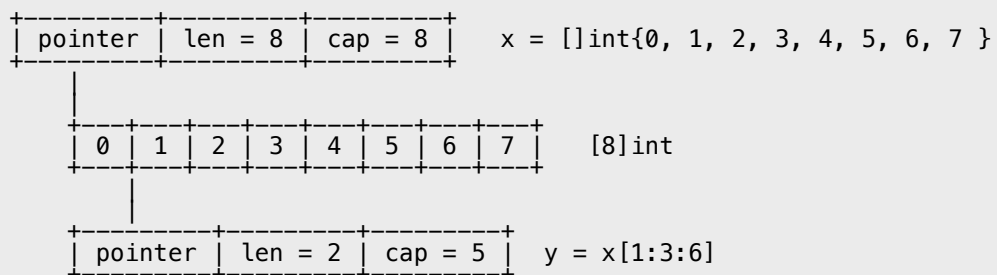 pointer | len = 8 | cap = 8    x = []int{0, 1, 2, 3, 4, 5, 6, 7 }
0 | 1 | 2 | 3 | 4 | 5 | 6 | 7    [8]int
pointer | len = 2 | cap = 5    y = x[1:3:6]